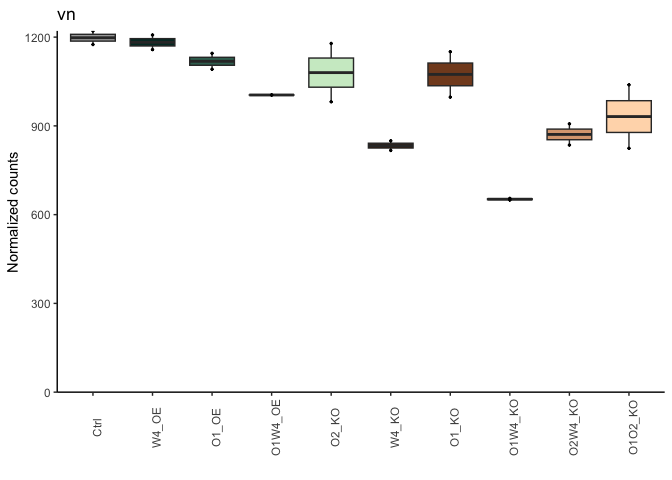 vn
Normalized counts
1200
900
600
300
0
Ctrl
W4_OE
O1_OE
O1W4_OE
O2_KO
W4_KO
O1_KO
O1W4_KO
O2W4_KO
O1O2_KO